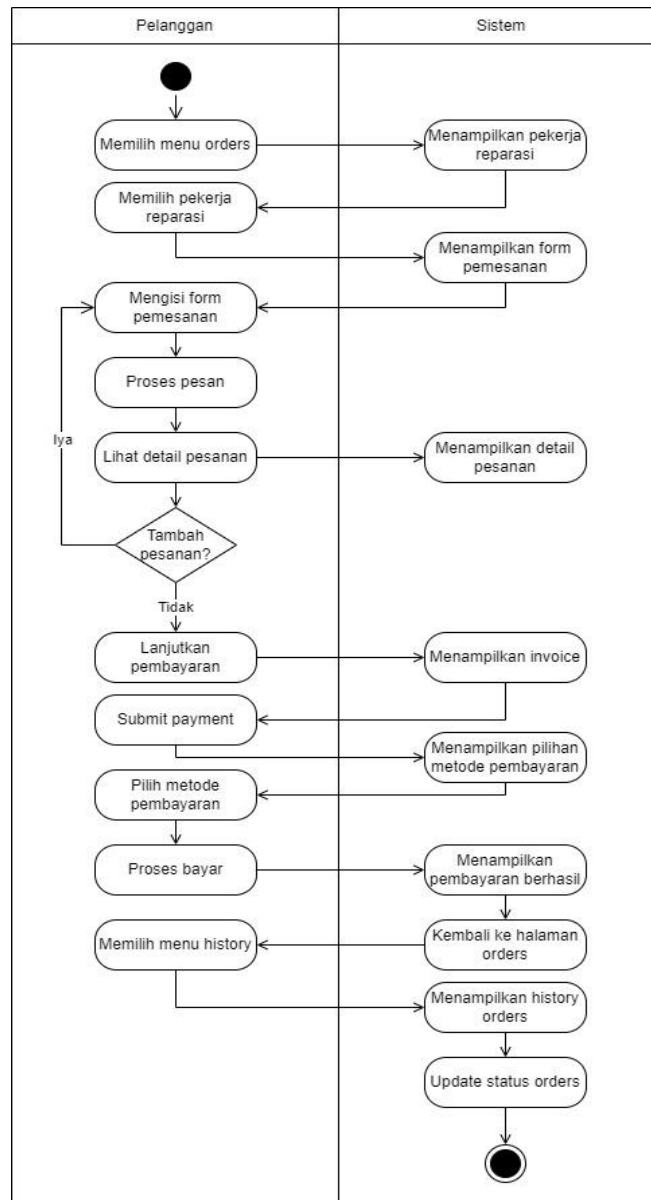 Pelanggan
Sistem
Memilih menu orders
Menampilkan pekerja
reparasi
Memilih pekerja
reparasi
Menampilkan form
pemesanan
Mengisi form
pemesanan
Proses pesan
Iya
Lihat detail pesanan
Menampilkan detail
pesanan
Tambah
pesanan?
Tidak
Lanjutkan
pembayaran
Menampilkan invoice
Submit payment
Menampilkan pilihan
metode pembayaran
Pilih metode
pembayaran
Proses bayar
Menampilkan
pembayaran berhasil
Memilih menu history
Kembali ke halaman
orders
Menampilkan history
orders
Update status orders